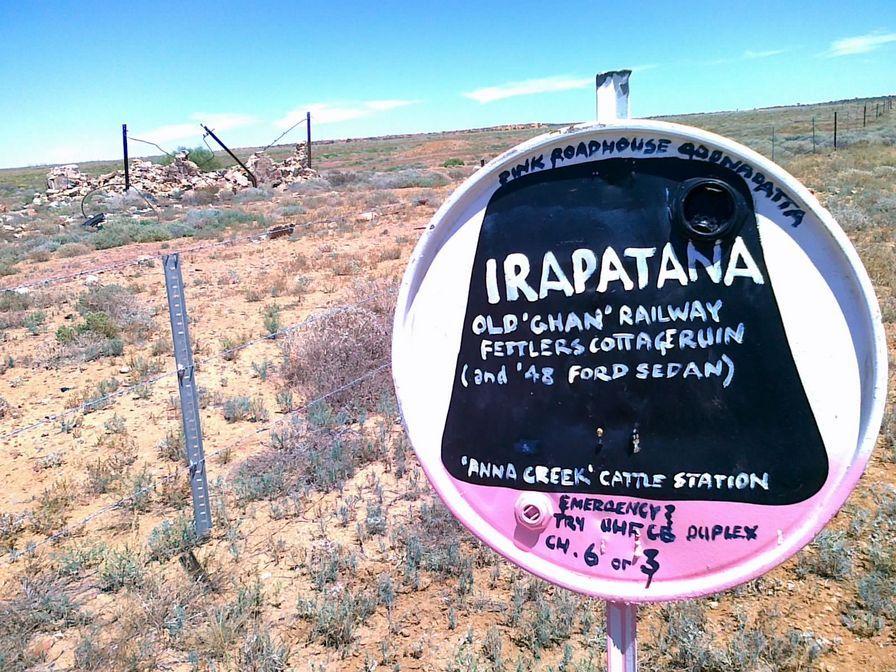 PINK ROADHOUSE OODNADATTA
IRAPATANA
OLD 'GHAN' RAILWAY
FETTLERS COTTAGE RUIN
(and '48 FORD SEDAN)
'ANNA CREEK' CATTLE STATION
EMERGENCY?
TRY UHF CB DUPLEX
CH. 6 or 3